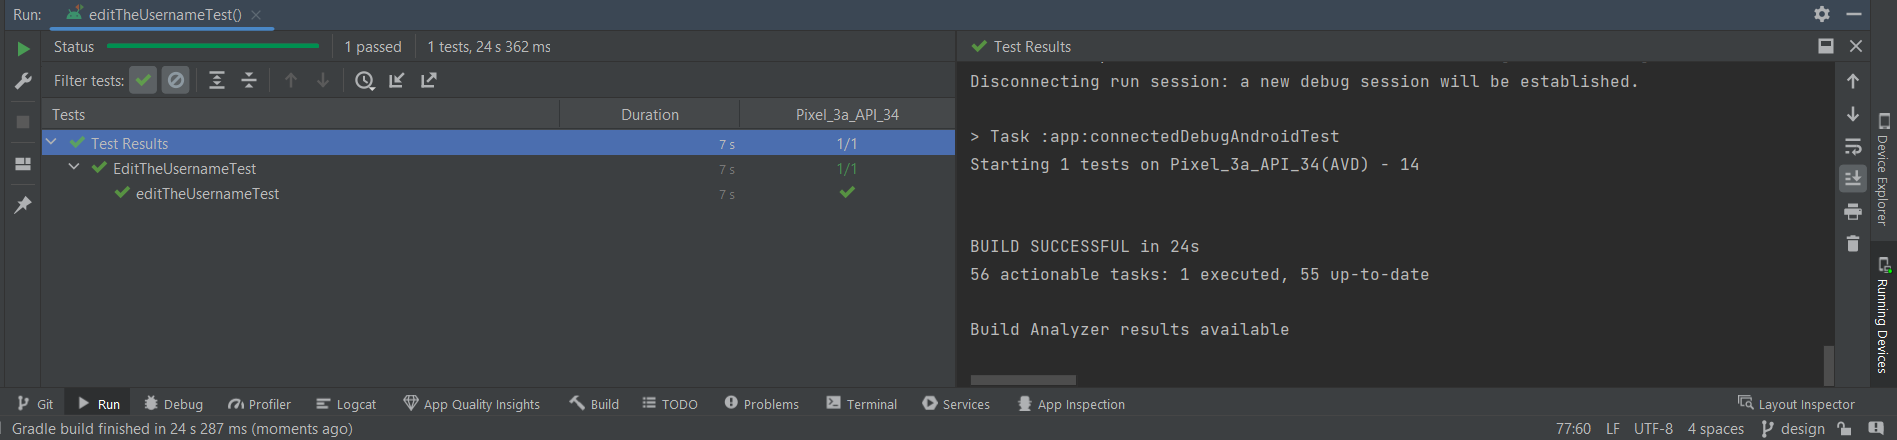 Run: editTheUsernameTest()
Status 1 passed 1 tests, 24 s 362 ms
Filter tests:
Tests Duration Pixel_3a_API_34
Test Results 7 s 1/1
EditTheUsernameTest 7 s 1/1
editTheUsernameTest 7 s
Test Results
Disconnecting run session: a new debug session will be established.
> Task :app:connectedDebugAndroidTest
Starting 1 tests on Pixel_3a_API_34(AVD) - 14
BUILD SUCCESSFUL in 24s
56 actionable tasks: 1 executed, 55 up-to-date
Build Analyzer results available
Device Explorer
Running Devices
Git Run Debug Profiler Logcat App Quality Insights Build TODO Problems Terminal Services App Inspection Layout Inspector
Gradle build finished in 24 s 287 ms (moments ago) 77:60 LF UTF-8 4 spaces design